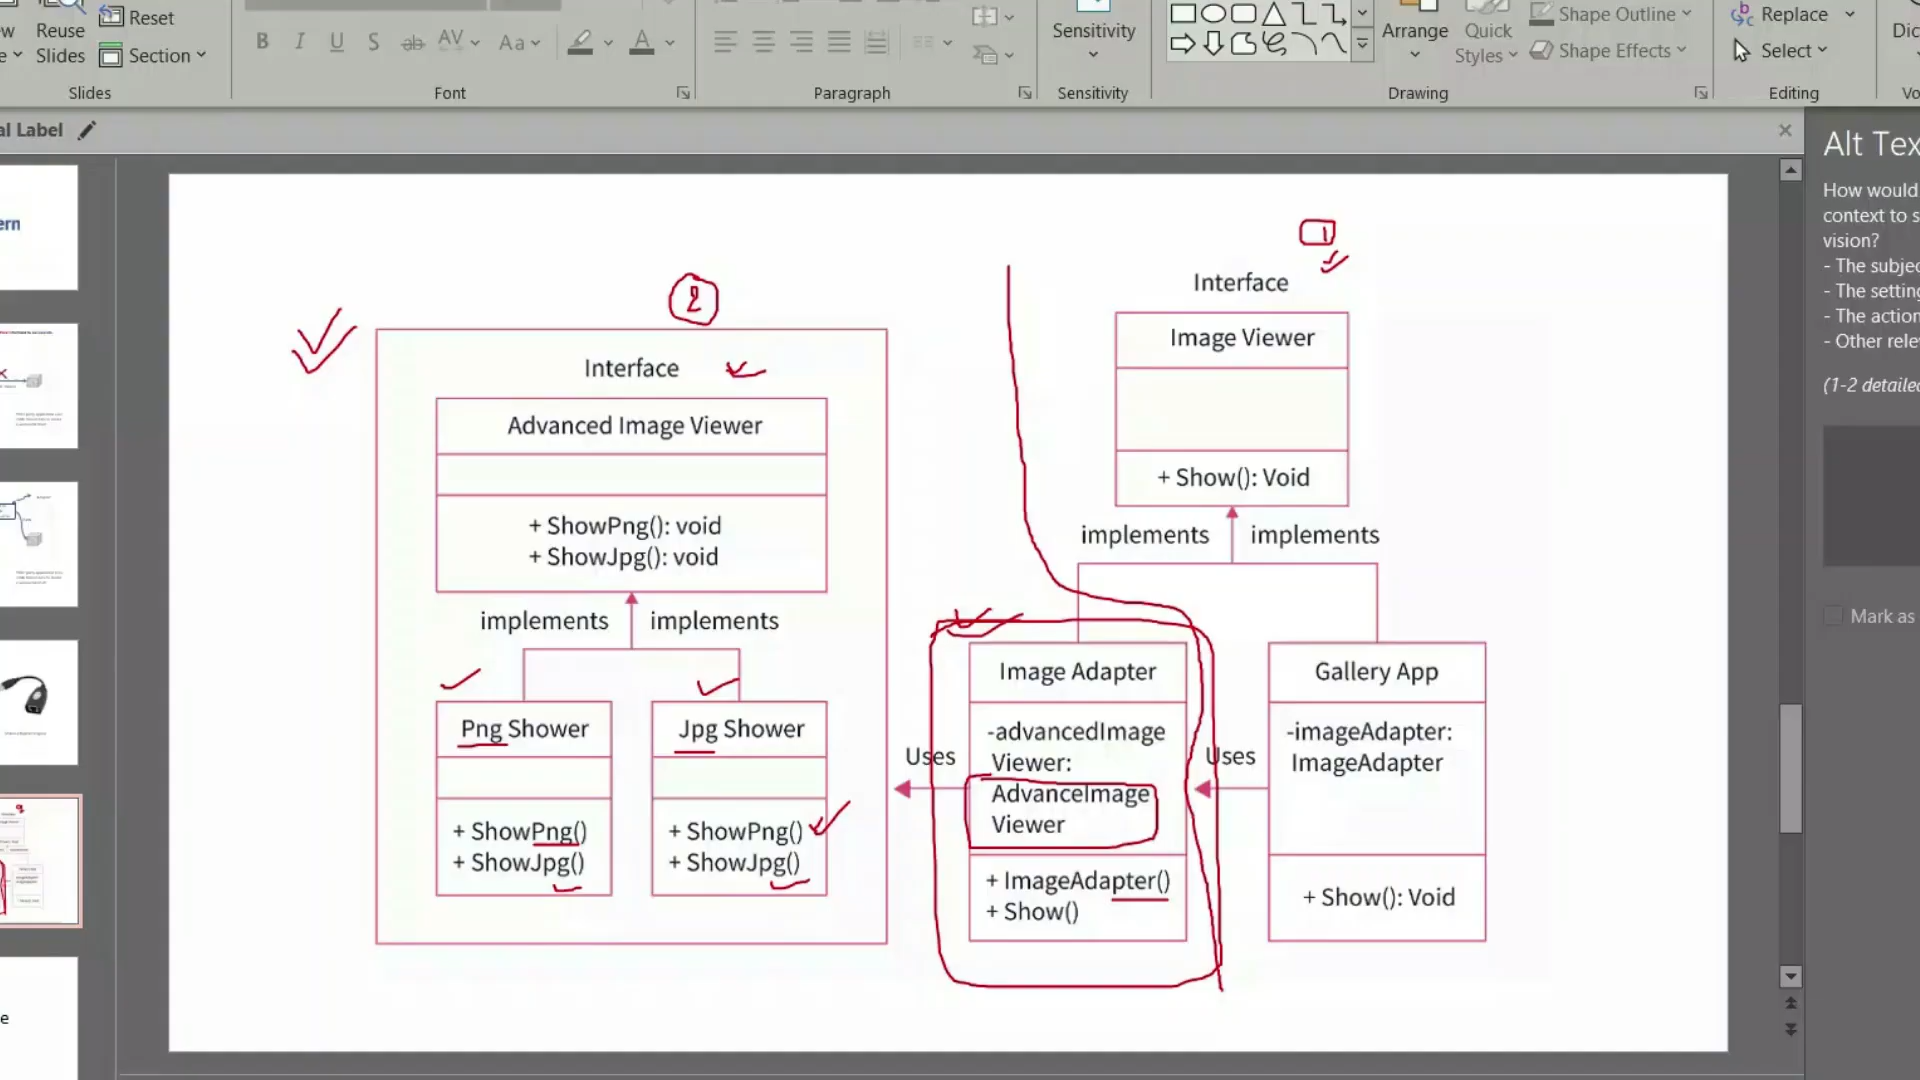 Reset
Reuse
Slides
Section
Slides
B I U S ab AV Aa A
Font
Paragraph
Sensitivity
Sensitivity
Arrange
Quick
Styles
Shape Outline
Shape Effects
Drawing
Replace
Select
Editing
al Label
Alt Tex
How would
context to s
vision?
- The subjec
- The setting
- The action
- Other rele
(1-2 detailed
Mark as
ern
e
2
1
Interface
Advanced Image Viewer
+ ShowPng(): void
+ ShowJpg(): void
implements implements
Png Shower
+ ShowPng()
+ ShowJpg()
Jpg Shower
+ ShowPng()
+ ShowJpg()
Interface
Image Viewer
+ Show(): Void
implements implements
Uses
Image Adapter
-advancedImage
Viewer:
AdvanceImage
Viewer
+ ImageAdapter()
+ Show()
Uses
Gallery App
-imageAdapter:
ImageAdapter
+ Show(): Void